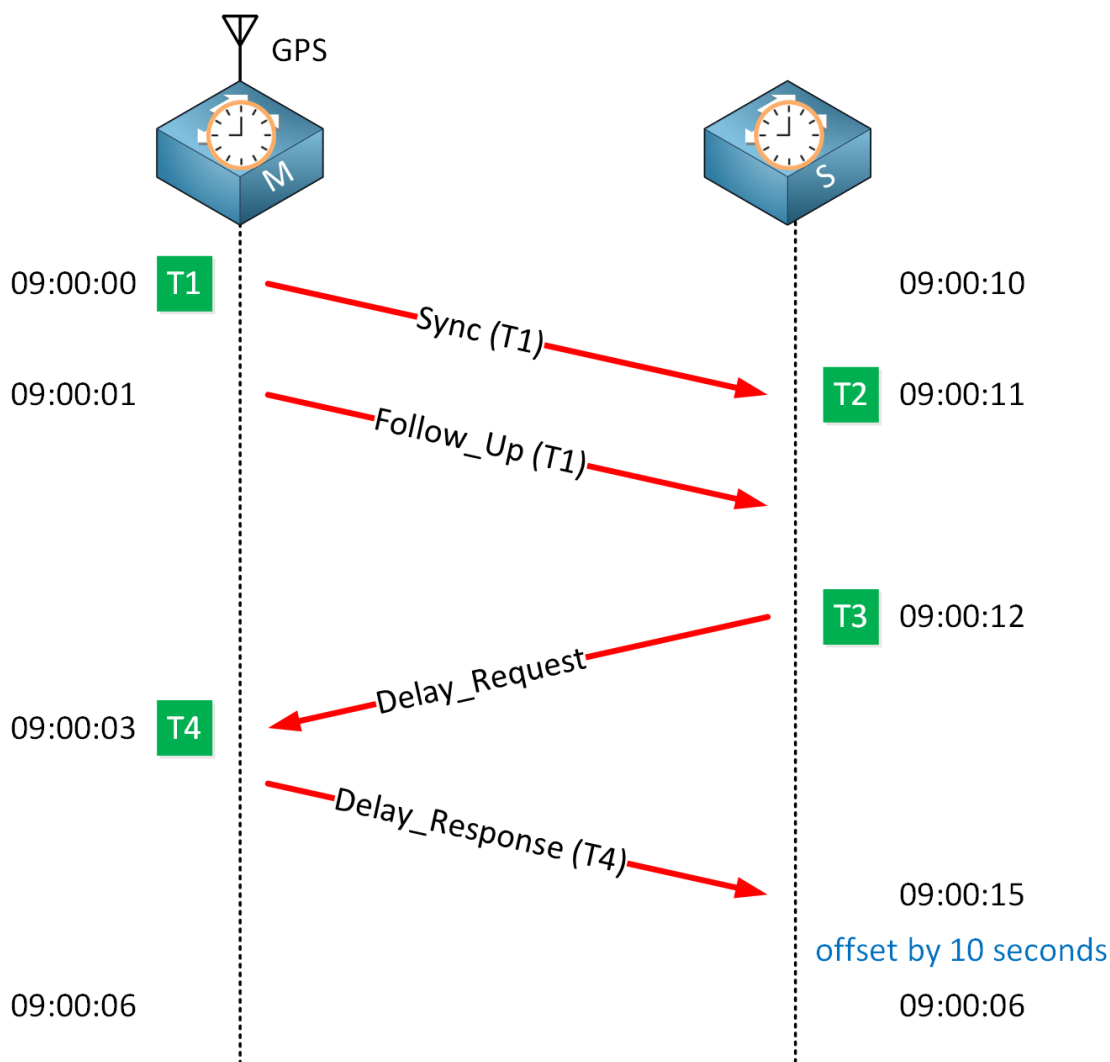 GPS
M
S
09:00:00 T1 09:00:10
Sync (T1)
09:00:01 T2 09:00:11
Follow_Up (T1)
T3 09:00:12
Delay_Request
09:00:03 T4
Delay_Response (T4)
09:00:15
offset by 10 seconds
09:00:06 09:00:06